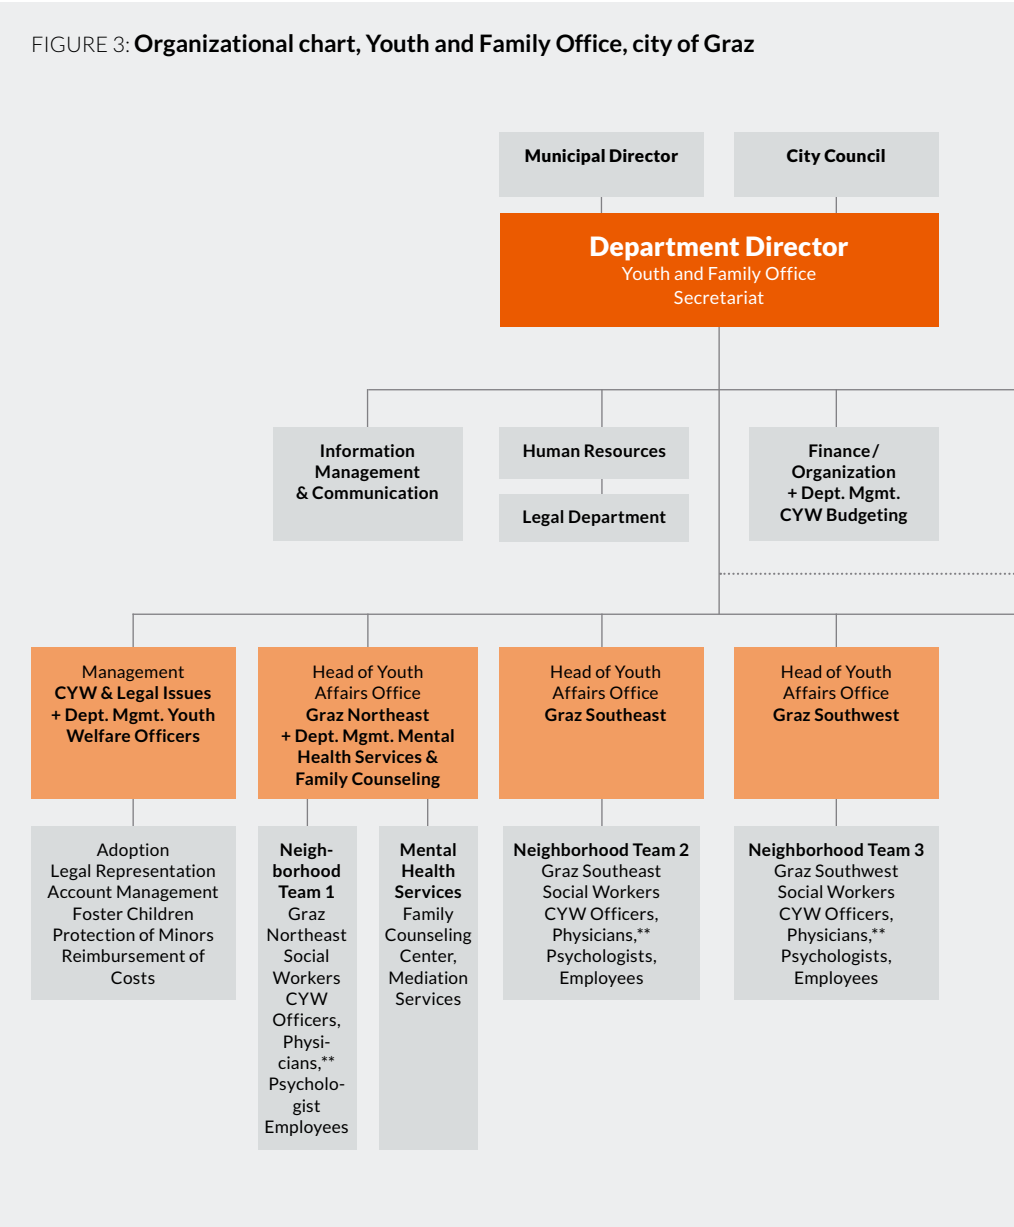 FIGURE 3: Organizational chart, Youth and Family Office, city of Graz
Municipal Director
City Council
Department Director
Youth and Family Office
Secretariat
Information
Management
& Communication
Human Resources
Legal Department
Finance/
Organization
+ Dept. Mgmt.
CYW Budgeting
Management
CYW & Legal Issues
+ Dept. Mgmt. Youth
Welfare Officers
Head of Youth
Affairs Office
Graz Northeast
+ Dept. Mgmt. Mental
Health Services &
Family Counseling
Head of Youth
Affairs Office
Graz Southeast
Head of Youth
Affairs Office
Graz Southwest
Adoption
Legal Representation
Account Management
Foster Children
Protection of Minors
Reimbursement of
Costs
Neigh-
borhood
Team 1
Graz
Northeast
Social
Workers
CYW
Officers,
Physi-
cians,**
Psycholo-
gist
Employees
Mental
Health
Services
Family
Counseling
Center,
Mediation
Services
Neighborhood Team 2
Graz Southeast
Social Workers
CYW Officers,
Physicians,**
Psychologists,
Employees
Neighborhood Team 3
Graz Southwest
Social Workers
CYW Officers,
Physicians,**
Psychologists,
Employees